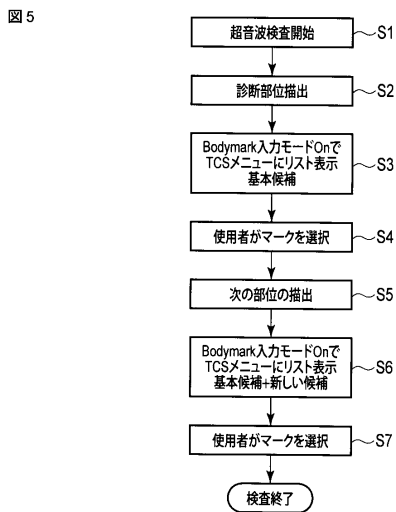 図5
超音波検査開始
S1
診断部位描出
S2
Bodymark入力モードOnで
TCSメニューにリスト表示
基本候補
S3
使用者がマークを選択
S4
次の部位の描出
S5
Bodymark入力モードOnで
TCSメニューにリスト表示
基本候補+新しい候補
S6
使用者がマークを選択
S7
検査終了